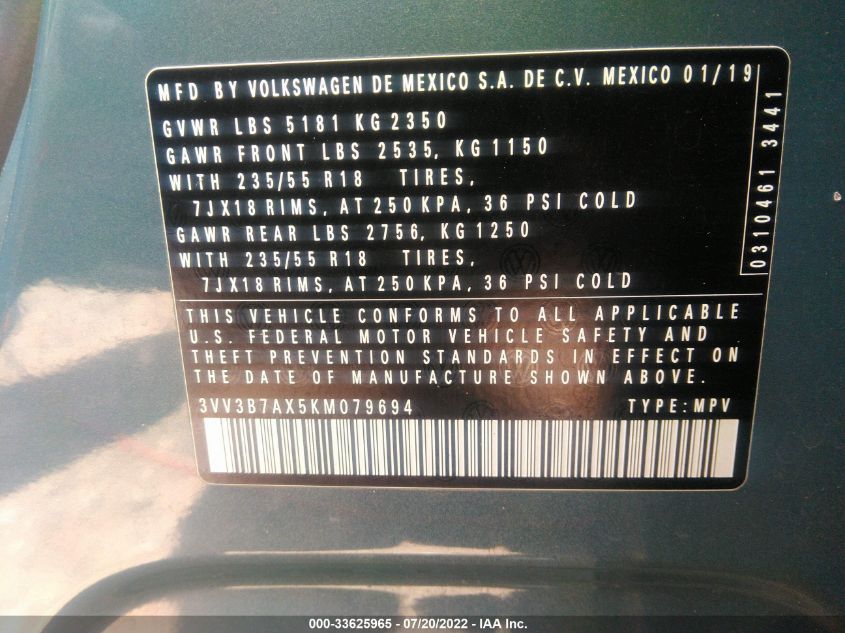 MFD BY VOLKSWAGEN DE MEXICO S.A. DE C.V. MEXICO 01/19
GVWR LBS 5181 KG 2350
GAWR FRONT LBS 2535, KG 1150
WITH 235/55 R18 TIRES,
7JX18 RIMS, AT 250 KPA, 36 PSI COLD
GAWR REAR LBS 2756, KG 1250
WITH 235/55 R18 TIRES,
7JX18 RIMS, AT 250 KPA, 36 PSI COLD
0310461 3441
THIS VEHICLE CONFORMS TO ALL APPLICABLE
U.S. FEDERAL MOTOR VEHICLE SAFETY AND
THEFT PREVENTION STANDARDS IN EFFECT ON
THE DATE OF MANUFACTURE SHOWN ABOVE.
3VV3B7AX5KM079694 TYPE: MPV
000-33625965 - 07/20/2022 - IAA Inc.